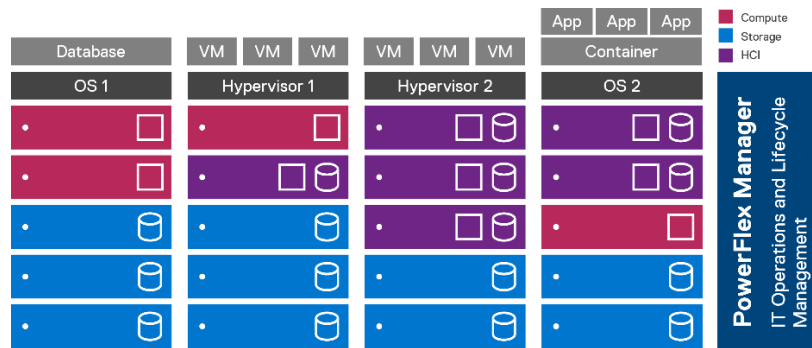 App App App
Compute
Storage
HCI
Database
VM VM VM
VM VM VM
Container
OS 1
Hypervisor 1
Hypervisor 2
OS 2
PowerFlex Manager
IT Operations and Lifecycle
Management